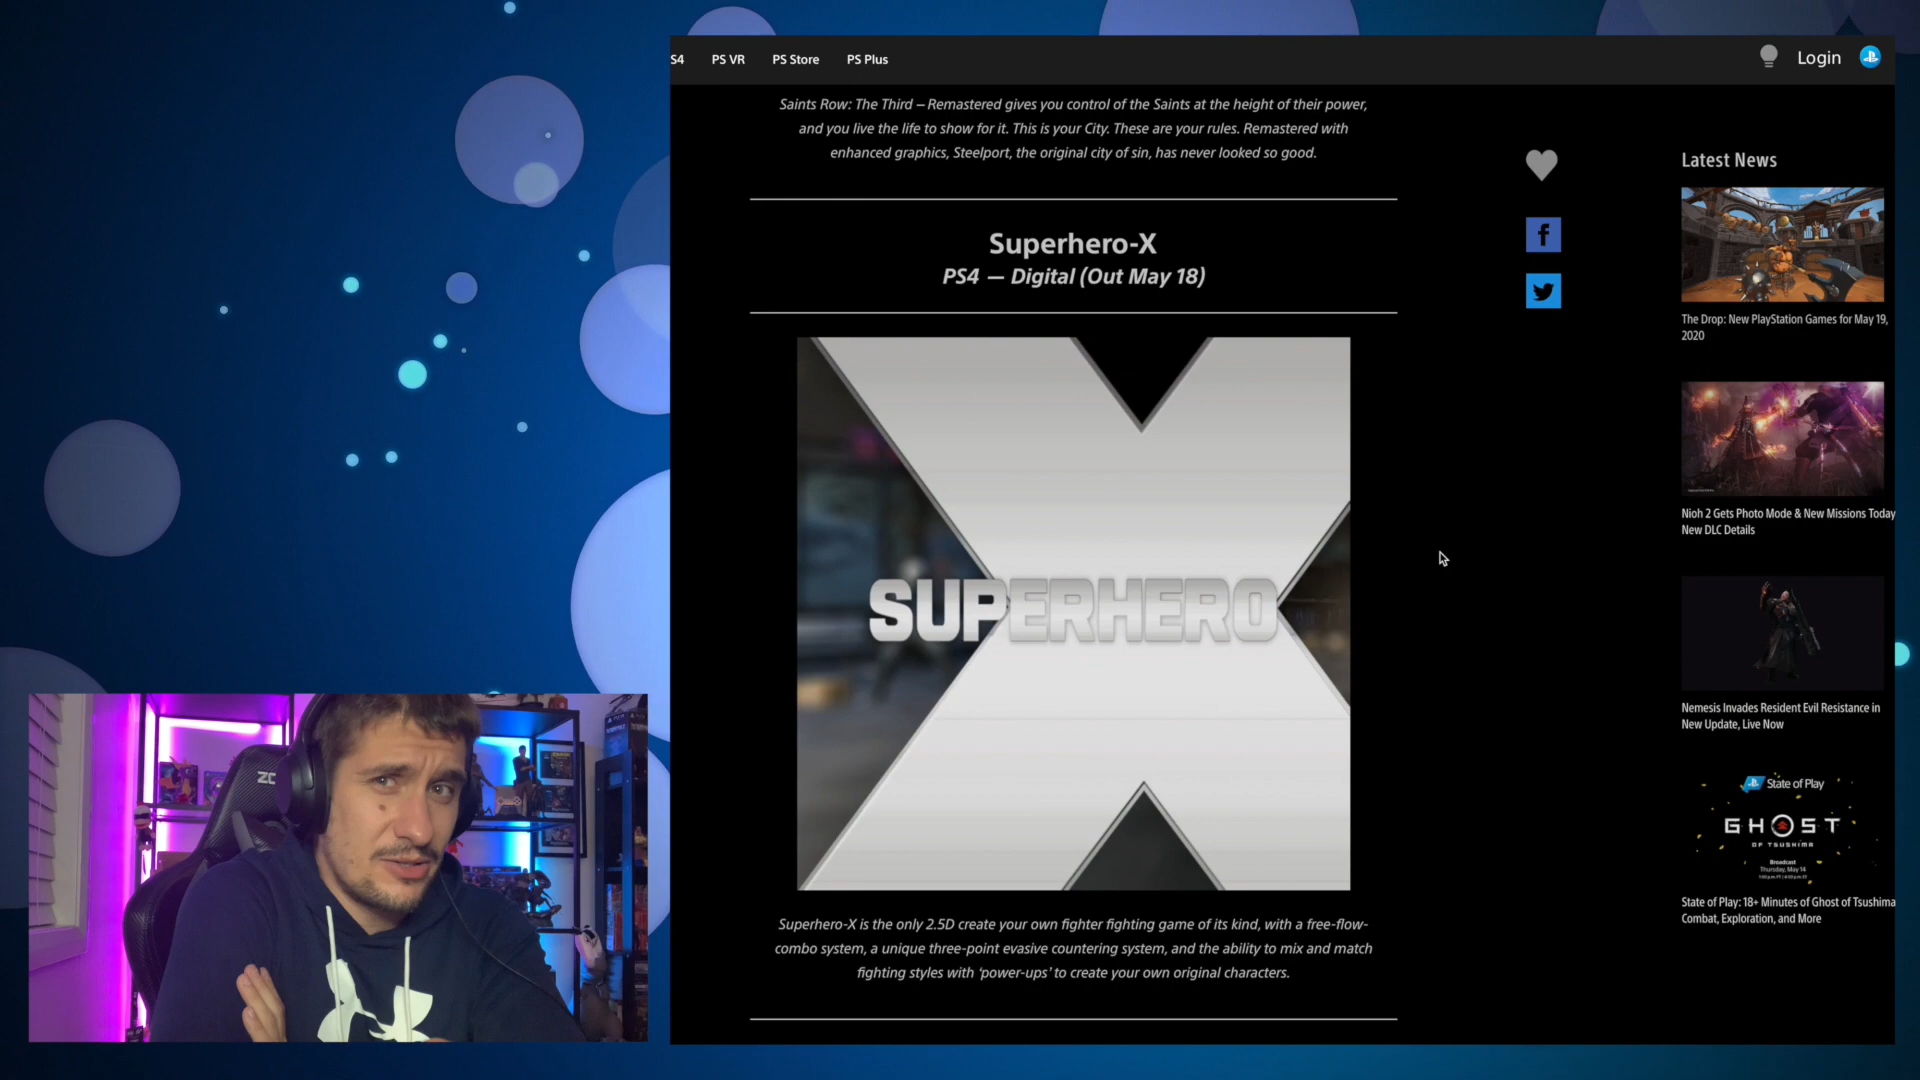 S4 PS VR PS Store PS Plus
Login
Saints Row: The Third – Remastered gives you control of the Saints at the height of their power,
and you live the life to show for it. This is your City. These are your rules. Remastered with
enhanced graphics, Steelport, the original city of sin, has never looked so good.
Superhero-X
PS4 — Digital (Out May 18)
SUPERHERO
Superhero-X is the only 2.5D create your own fighter fighting game of its kind, with a free-flow-
combo system, a unique three-point evasive countering system, and the ability to mix and match
fighting styles with ‘power-ups’ to create your own original characters.
Latest News
The Drop: New PlayStation Games for May 19,
2020
Nioh 2 Gets Photo Mode & New Missions Today
New DLC Details
Nemesis Invades Resident Evil Resistance in
New Update, Live Now
State of Play
GHOST
OF TSUSHIMA
Broadcast
Thursday, May 14
State of Play: 18+ Minutes of Ghost of Tsushima
Combat, Exploration, and More